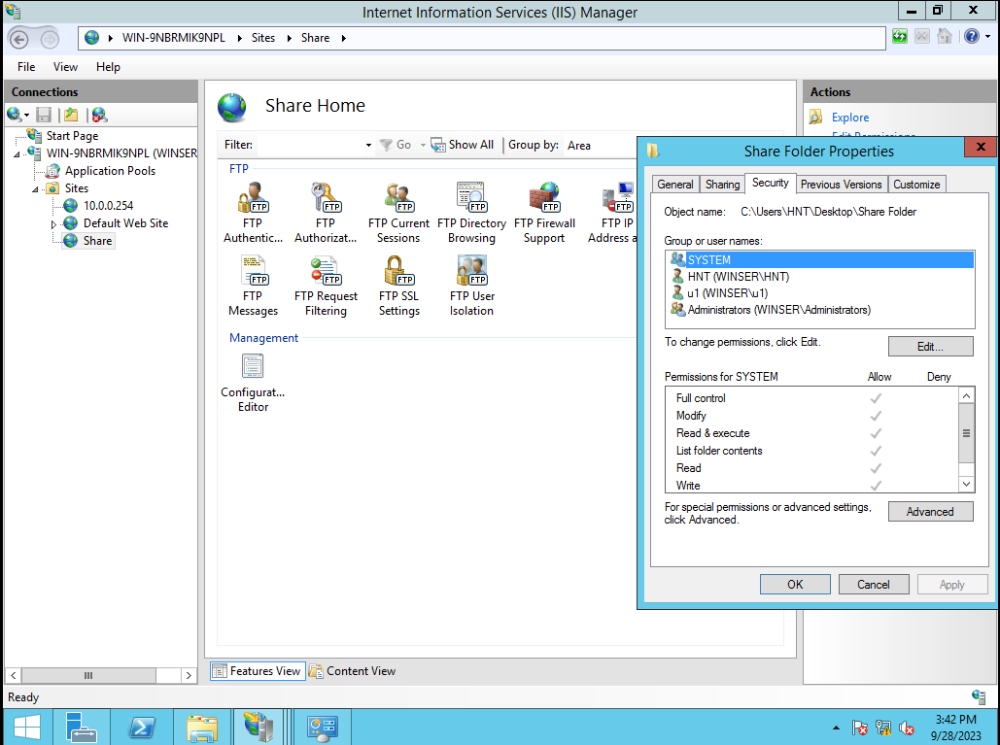 Internet Information Services (IIS) Manager
WIN-9NBRMIK9NPL Sites Share
File View Help
Connections
Start Page
WIN-9NBRMIK9NPL (WINSER
Application Pools
Sites
10.0.0.254
Default Web Site
Share
Share Home
Filter: Go Show All Group by: Area
FTP
FTP Authentic...
FTP Authorizat...
FTP Current Sessions
FTP Directory Browsing
FTP Firewall Support
FTP IP Address a
FTP Messages
FTP Request Filtering
FTP SSL Settings
FTP User Isolation
Management
Configurat... Editor
Features View Content View
Actions
Explore
Edit Permissions
Share Folder Properties
General Sharing Security Previous Versions Customize
Object name: C:\Users\HNT\Desktop\Share Folder
Group or user names:
SYSTEM
HNT (WINSER\HNT)
u1 (WINSER\u1)
Administrators (WINSER\Administrators)
To change permissions, click Edit.
Edit...
Permissions for SYSTEM Allow Deny
Full control
Modify
Read & execute
List folder contents
Read
Write
For special permissions or advanced settings,
click Advanced.
Advanced
OK Cancel Apply
Ready
3:42 PM
9/28/2023